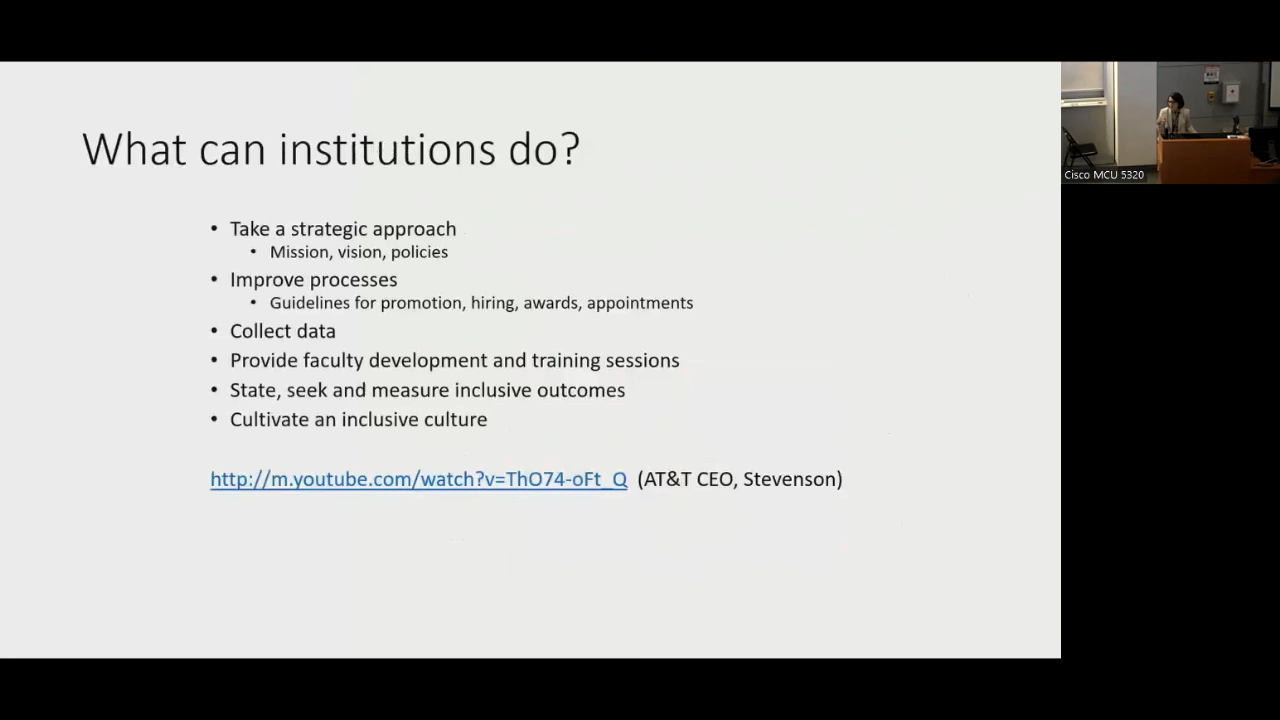 What can institutions do?
• Take a strategic approach
• Mission, vision, policies
• Improve processes
• Guidelines for promotion, hiring, awards, appointments
• Collect data
• Provide faculty development and training sessions
• State, seek and measure inclusive outcomes
• Cultivate an inclusive culture
http://m.youtube.com/watch?v=ThO74-oFt_Q (AT&T CEO, Stevenson)
Cisco MCU 5320